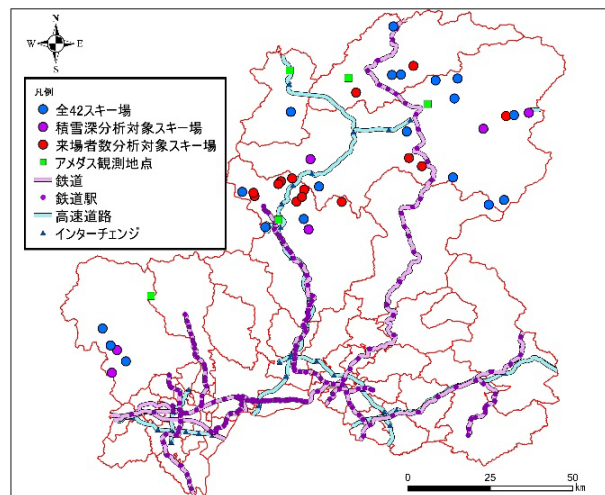 N
W
E
S
凡例
全42スキー場
積雪深分析対象スキー場
来場者数分析対象スキー場
アメダス観測地点
鉄道
鉄道駅
高速道路
インターチェンジ
0 25 50
km